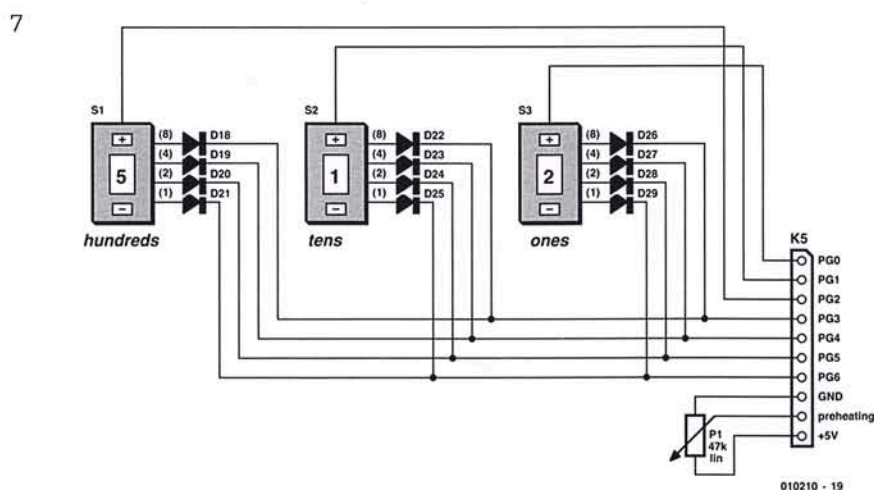 7
S1
S2
S3
+
5
−
(8)
(4)
(2)
(1)
D18
D19
D20
D21
hundreds
+
1
−
(8)
(4)
(2)
(1)
D22
D23
D24
D25
tens
+
2
−
(8)
(4)
(2)
(1)
D26
D27
D28
D29
ones
K5
PG0
PG1
PG2
PG3
PG4
PG5
PG6
GND
preheating
+5V
P1
47k
lin
010210 - 19